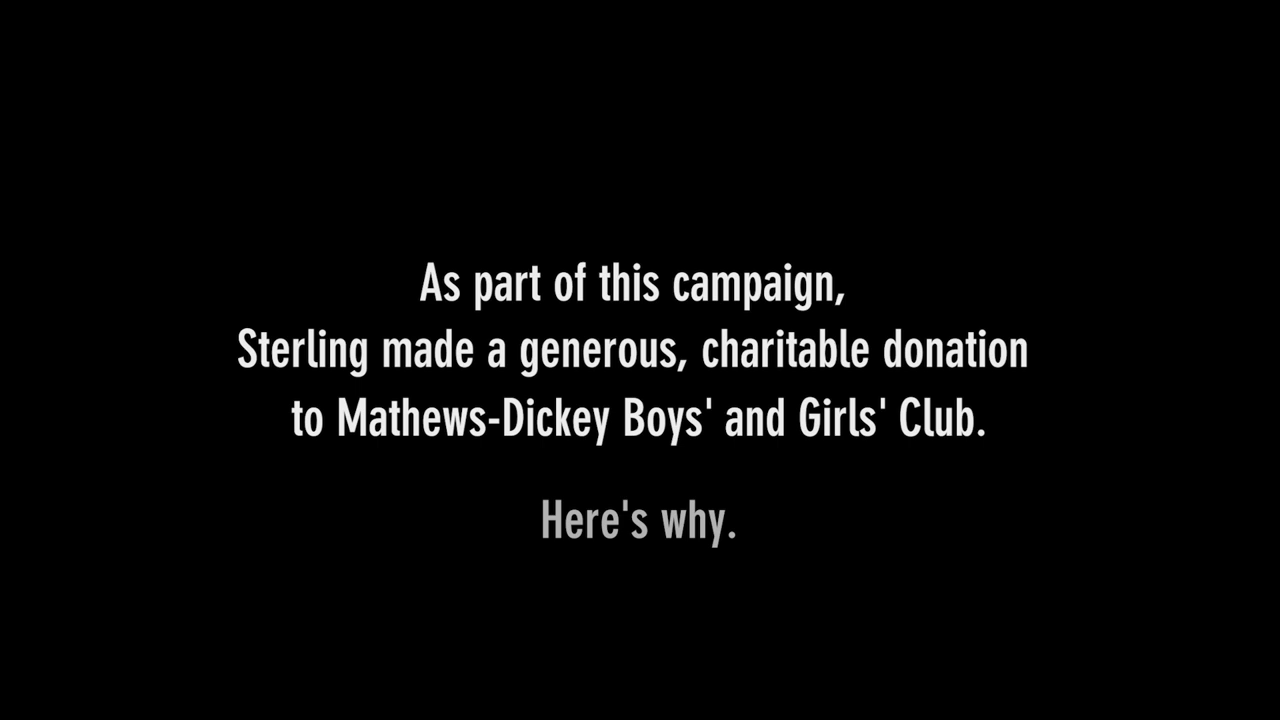 As part of this campaign,
Sterling made a generous, charitable donation
to Mathews-Dickey Boys' and Girls' Club.
Here's why.